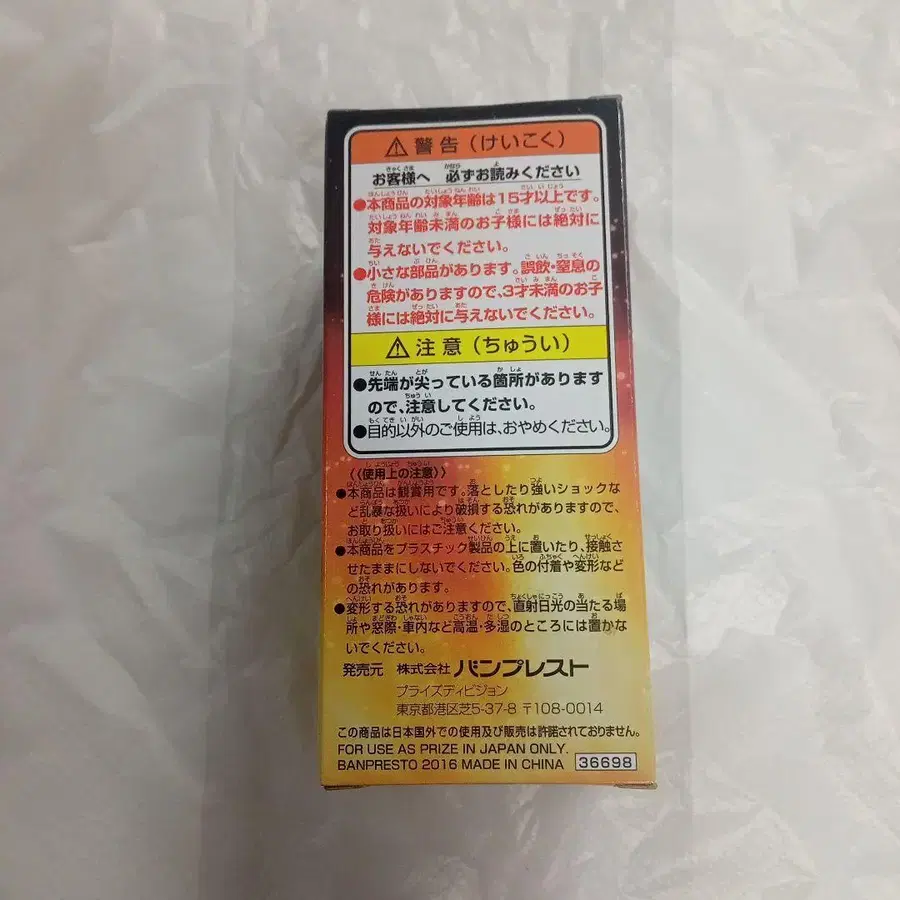 ⚠ 警告（けいこく）
お客様へ 必ずお読みください
●本商品の対象年齢は15才以上です。
対象年齢未満のお子様には絶対に
与えないでください。
●小さな部品があります。誤飲・窒息の
危険がありますので、3才未満のお子
様には絶対に与えないでください。
⚠ 注意（ちゅうい）
●先端が尖っている箇所があります
ので、注意してください。
●目的以外のご使用は、おやめください。
《使用上の注意》
●本商品は観賞用です。落としたり強いショックな
ど乱暴な扱いにより破損する恐れがありますので、
お取り扱いにはご注意ください。
●本商品をプラスチック製品の上に置いたり、接触さ
せたままにしないでください。色の付着や変形など
の恐れがあります。
●変形する恐れがありますので、直射日光の当たる場
所や窓際・車内など高温・多湿のところには置かな
いでください。
発売元 株式会社 バンプレスト
プライズディビジョン
東京都港区芝5-37-8 〒108-0014
この商品は日本国外での使用及び販売は許諾されておりません。
FOR USE AS PRIZE IN JAPAN ONLY.
BANPRESTO 2016 MADE IN CHINA 36698